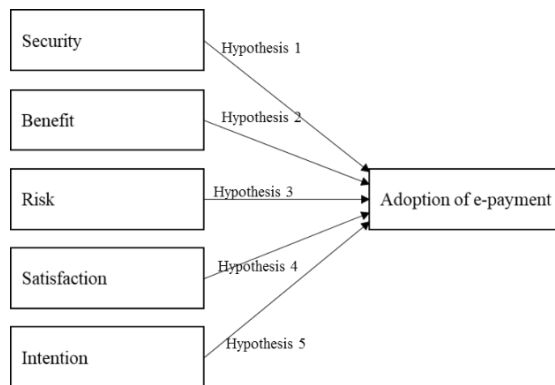 Security
Hypothesis 1
Benefit
Hypothesis 2
Risk
Hypothesis 3
Adoption of e-payment
Satisfaction
Hypothesis 4
Intention
Hypothesis 5